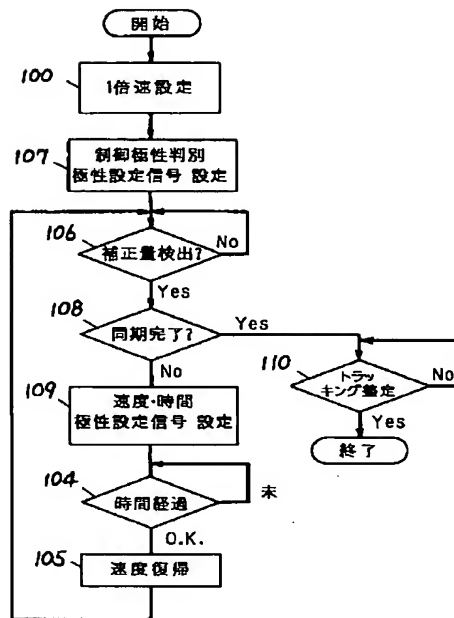 開始
100
1倍速設定
107
制御極性判別
極性設定信号 設定
106
補正量検出?
No
Yes
108
同期完了?
Yes
No
109
速度・時間
極性設定信号 設定
110
トラッ
キング整定
No
Yes
終了
104
時間経過
未
O.K.
105
速度復帰